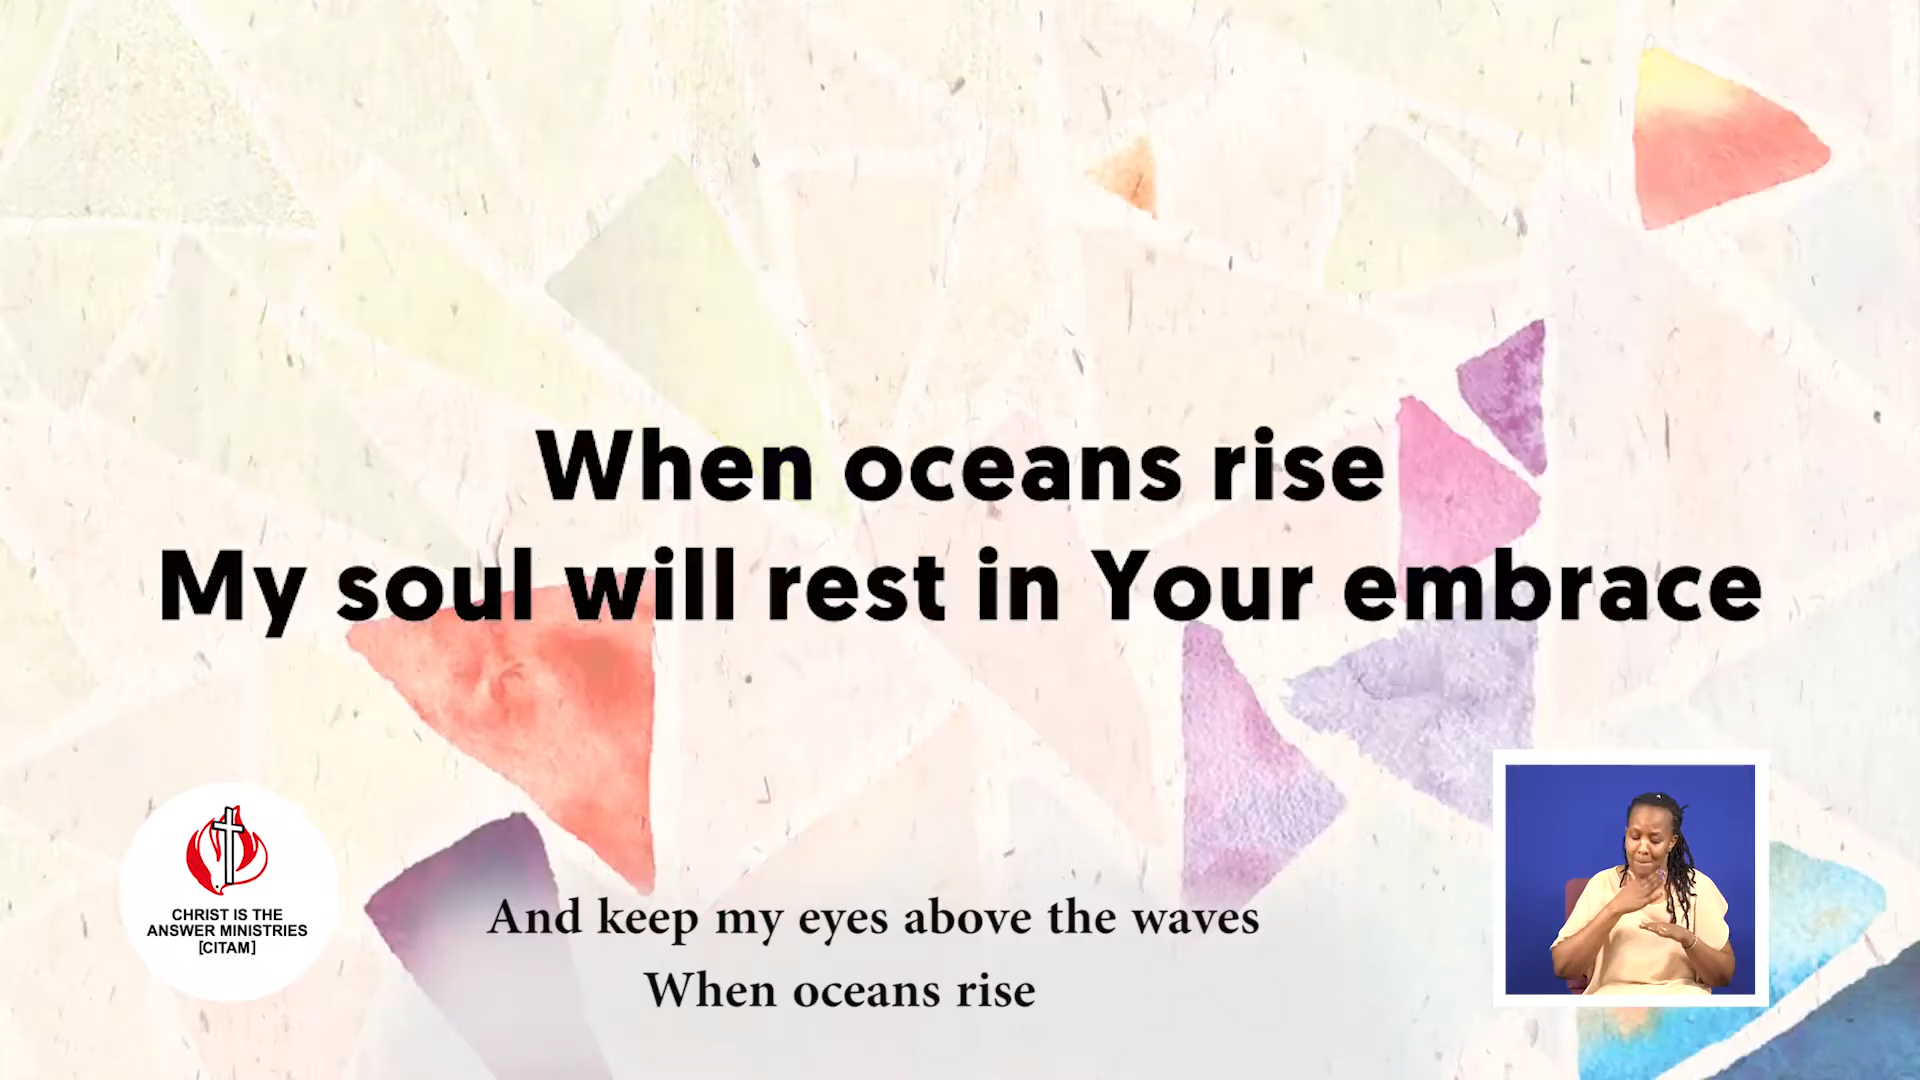 When oceans rise
My soul will rest in Your embrace
CHRIST IS THE
ANSWER MINISTRIES
[CITAM]
And keep my eyes above the waves
When oceans rise